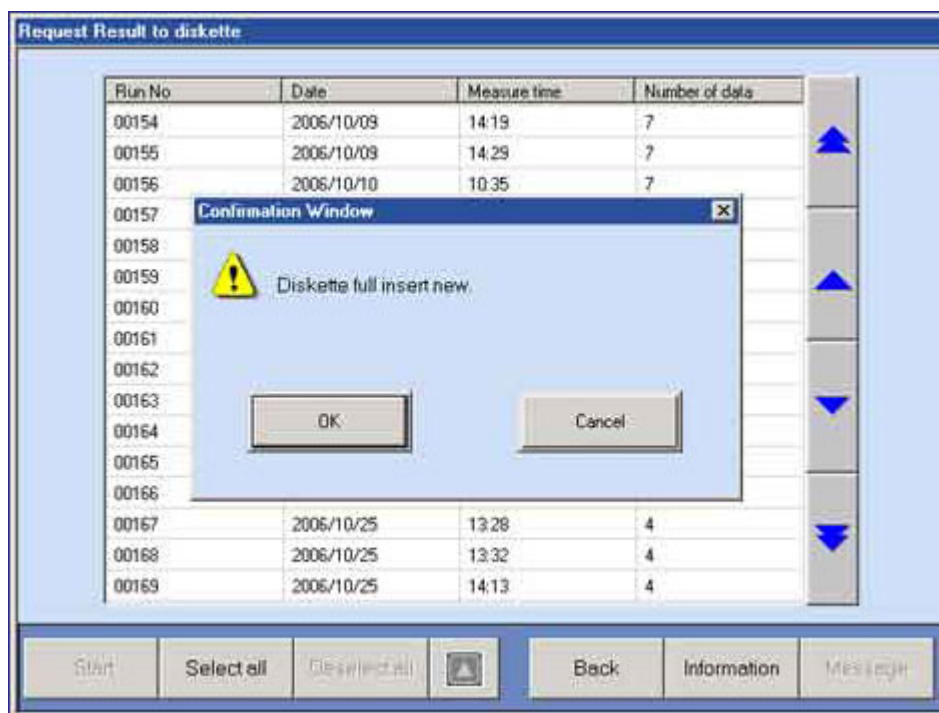 Request Result to diskette
Run No Date Measure time Number of data
00154 2006/10/09 14:19 7
00155 2006/10/09 14:29 7
00156 2006/10/10 10:35 7
00157
Confirmation Window
00158
00159
Diskette full insert new.
00160
00161
00162
00163
OK Cancel
00164
00165
00166
00167 2006/10/25 13:28 4
00168 2006/10/25 13:32 4
00169 2006/10/25 14:13 4
Start Select all Deselect all Back Information Message